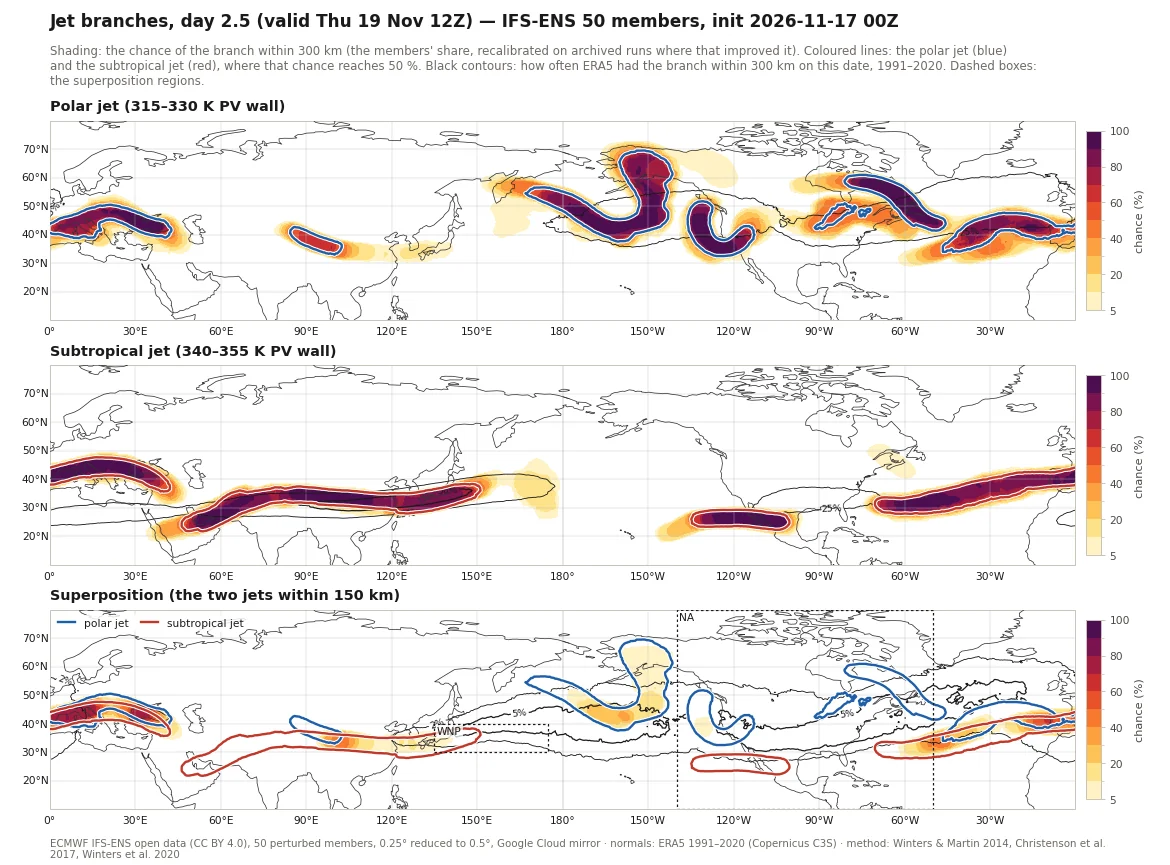 Jet branches, day 2.5 (valid Thu 19 Nov 12Z) — IFS-ENS 50 members, init 2026-11-17 00Z
Shading: the chance of the branch within 300 km (the members' share, recalibrated on archived runs where that improved it). Coloured lines: the polar jet (blue)
and the subtropical jet (red), where that chance reaches 50 %. Black contours: how often ERA5 had the branch within 300 km on this date, 1991–2020. Dashed boxes:
the superposition regions.
Polar jet (315–330 K PV wall)
70°N
60°N
50°N
40°N
30°N
20°N
0° 30°E 60°E 90°E 120°E 150°E 180° 150°W 120°W 90°W 60°W 30°W
100
80
60
40
20
5
chance (%)
Subtropical jet (340–355 K PV wall)
70°N
60°N
50°N
40°N
30°N
20°N
25%
0° 30°E 60°E 90°E 120°E 150°E 180° 150°W 120°W 90°W 60°W 30°W
100
80
60
40
20
5
chance (%)
Superposition (the two jets within 150 km)
polar jet subtropical jet
NA
70°N
60°N
50°N
40°N
30°N
20°N
5%
5%
WNP
0° 30°E 60°E 90°E 120°E 150°E 180° 150°W 120°W 90°W 60°W 30°W
100
80
60
40
20
5
chance (%)
ECMWF IFS-ENS open data (CC BY 4.0), 50 perturbed members, 0.25° reduced to 0.5°, Google Cloud mirror · normals: ERA5 1991–2020 (Copernicus C3S) · method: Winters & Martin 2014, Christenson et al.
2017, Winters et al. 2020